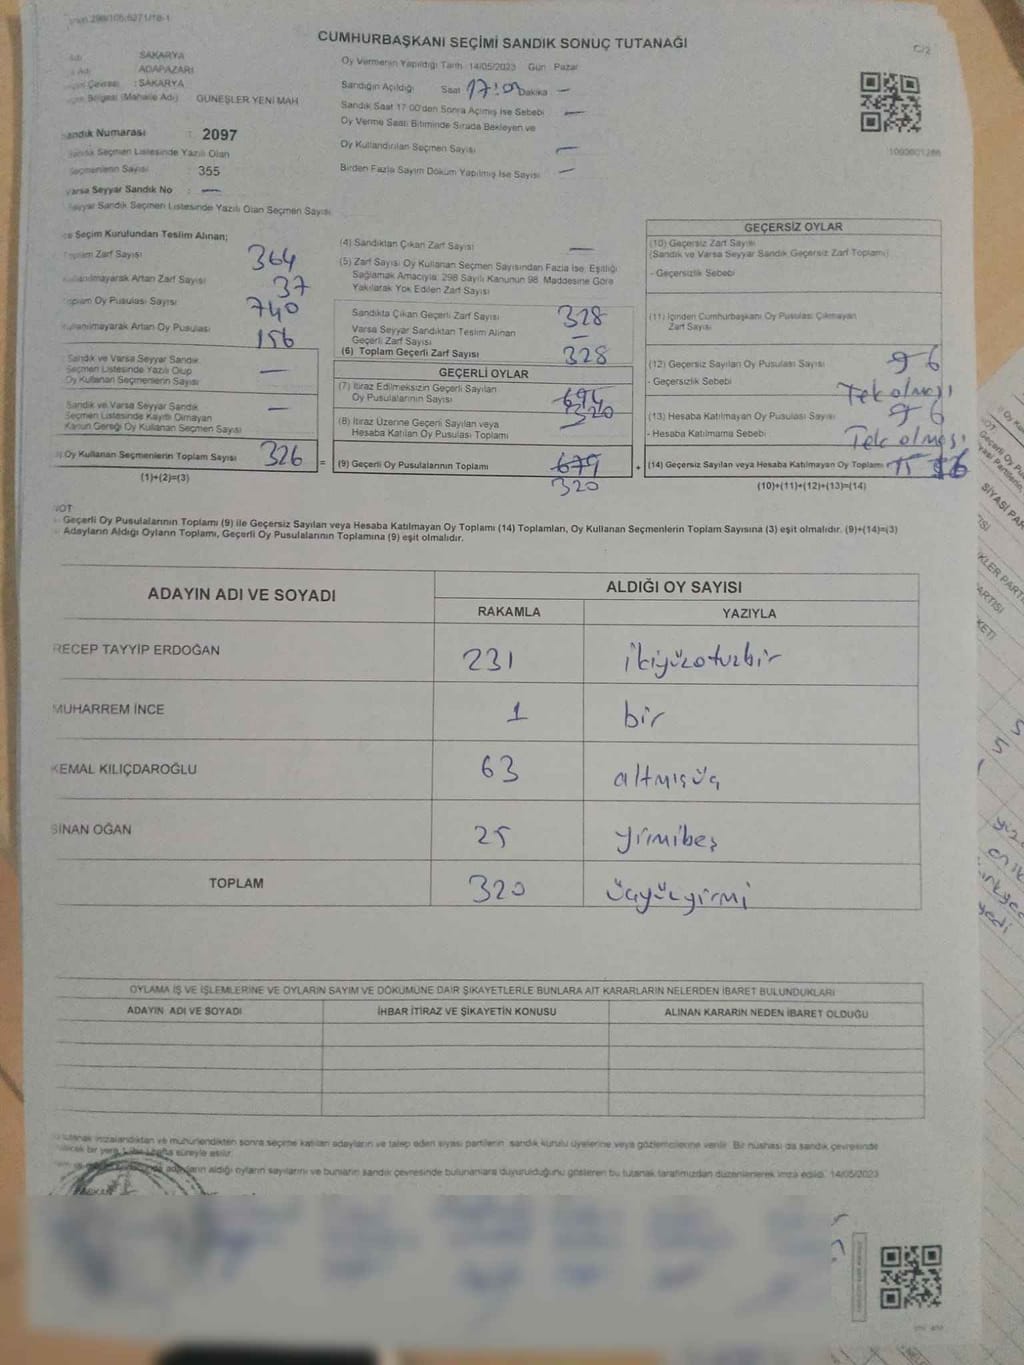 CUMHURBAŞKANI SEÇİMİ SANDIK SONUÇ TUTANAĞI
C/2
SAKARYA
ADAPAZARI
: SAKARYA
Bölgesi (Mahalle Adı) GÜNEŞLER YENİ MAH
Sandık Numarası : 2097
Sandık Seçmen Listesinde Yazılı Olan
Seçmenlerin Sayısı : 355
Varsa Seyyar Sandık No : —
Seyyar Sandık Seçmen Listesinde Yazılı Olan Seçmen Sayısı
Oy Vermenin Yapıldığı Tarih :14/05/2023 Gün : Pazar
Sandığın Açıldığı Saat 17:00 Dakika —
Sandık Saat 17:00'den Sonra Açılmış İse Sebebi —
Oy Verme Saati Bitiminde Sırada Bekleyen ve
Oy Kullandırılan Seçmen Sayısı —
Birden Fazla Sayım Döküm Yapılmış İse Sayısı —
Seçim Kurulundan Teslim Alınan;
Toplam Zarf Sayısı 364
Kullanılmayarak Artan Zarf Sayısı 37
Toplam Oy Pusulası Sayısı 740
Kullanılmayarak Artan Oy Pusulası 156
Sandık ve Varsa Seyyar Sandık
Seçmen Listesinde Yazılı Olup
Oy Kullanan Seçmenlerin Sayısı —
Sandık ve Varsa Seyyar Sandık
Seçmen Listesinde Kaydı Olmayan
Kanun Gereği Oy Kullanan Seçmen Sayısı —
Oy Kullanan Seçmenlerin Toplam Sayısı 326 =
(1)+(2)=(3)
(4) Sandıktan Çıkan Zarf Sayısı —
(5) Zarf Sayısı Oy Kullanan Seçmen Sayısından Fazla İse, Eşitliği
Sağlamak Amacıyla; 298 Sayılı Kanunun 98. Maddesine Göre
Yakılarak Yok Edilen Zarf Sayısı
Sandıkta Çıkan Geçerli Zarf Sayısı 328
Varsa Seyyar Sandıktan Teslim Alınan
Geçerli Zarf Sayısı —
(6) Toplam Geçerli Zarf Sayısı 328
GEÇERLİ OYLAR
(7) İtiraz Edilmeksizin Geçerli Sayılan
Oy Pusulalarının Sayısı 320
(8) İtiraz Üzerine Geçerli Sayılan veya
Hesaba Katılan Oy Pusulası Toplamı —
(9) Geçerli Oy Pusulalarının Toplamı 679 +
320
GEÇERSİZ OYLAR
(10) Geçersiz Zarf Sayısı
(Sandık ve Varsa Seyyar Sandık Geçersiz Zarf Toplamı)
- Geçersizlik Sebebi
(11) İçinden Cumhurbaşkanı Oy Pusulası Çıkmayan
Zarf Sayısı
(12) Geçersiz Sayılan Oy Pusulası Sayısı 6
- Geçersizlik Sebebi Tek olması
(13) Hesaba Katılmayan Oy Pusulası Sayısı 6
- Hesaba Katılmama Sebebi Tek olması
(14) Geçersiz Sayılan veya Hesaba Katılmayan Oy Toplamı
(10)+(11)+(12)+(13)=(14)
NOT
Geçerli Oy Pusulalarının Toplamı (9) ile Geçersiz Sayılan veya Hesaba Katılmayan Oy Toplamı (14) Toplamları, Oy Kullanan Seçmenlerin Toplam Sayısına (3) eşit olmalıdır. (9)+(14)=(3)
Adayların Aldığı Oyların Toplamı, Geçerli Oy Pusulalarının Toplamına (9) eşit olmalıdır.
ADAYIN ADI VE SOYADI ALDIĞI OY SAYISI
RAKAMLA YAZIYLA
RECEP TAYYİP ERDOĞAN 231 ikiyüzotuzbir
MUHARREM İNCE 1 bir
KEMAL KILIÇDAROĞLU 63 altmışüç
SİNAN OĞAN 25 yirmibeş
TOPLAM 320 üçyüzyirmi
OYLAMA İŞ VE İŞLEMLERİNE VE OYLARIN SAYIM VE DÖKÜMÜNE DAİR ŞİKAYETLERLE BUNLARA AİT KARARLARIN NELERDEN İBARET BULUNDUKLARI
ADAYIN ADI VE SOYADI İHBAR İTİRAZ VE ŞİKAYETİN KONUSU ALINAN KARARIN NEDEN İBARET OLDUĞU
tutanak imzalandıktan ve mühürlendikten sonra seçime katılan adayların ve talep eden siyasi partilerin, sandık kurulu üyelerine veya gözlemcilerine verilir. Bir nüshası da sandık çevresinde
bir yere 1 hafta süreyle asılır.
adayların aldığı oyların sayılarını ve bunların sandık çevresinde bulunanlara duyurulduğunu gösteren bu tutanak tarafımızdan düzenlenerek imza edildi. 14/05/2023
BAŞKAN